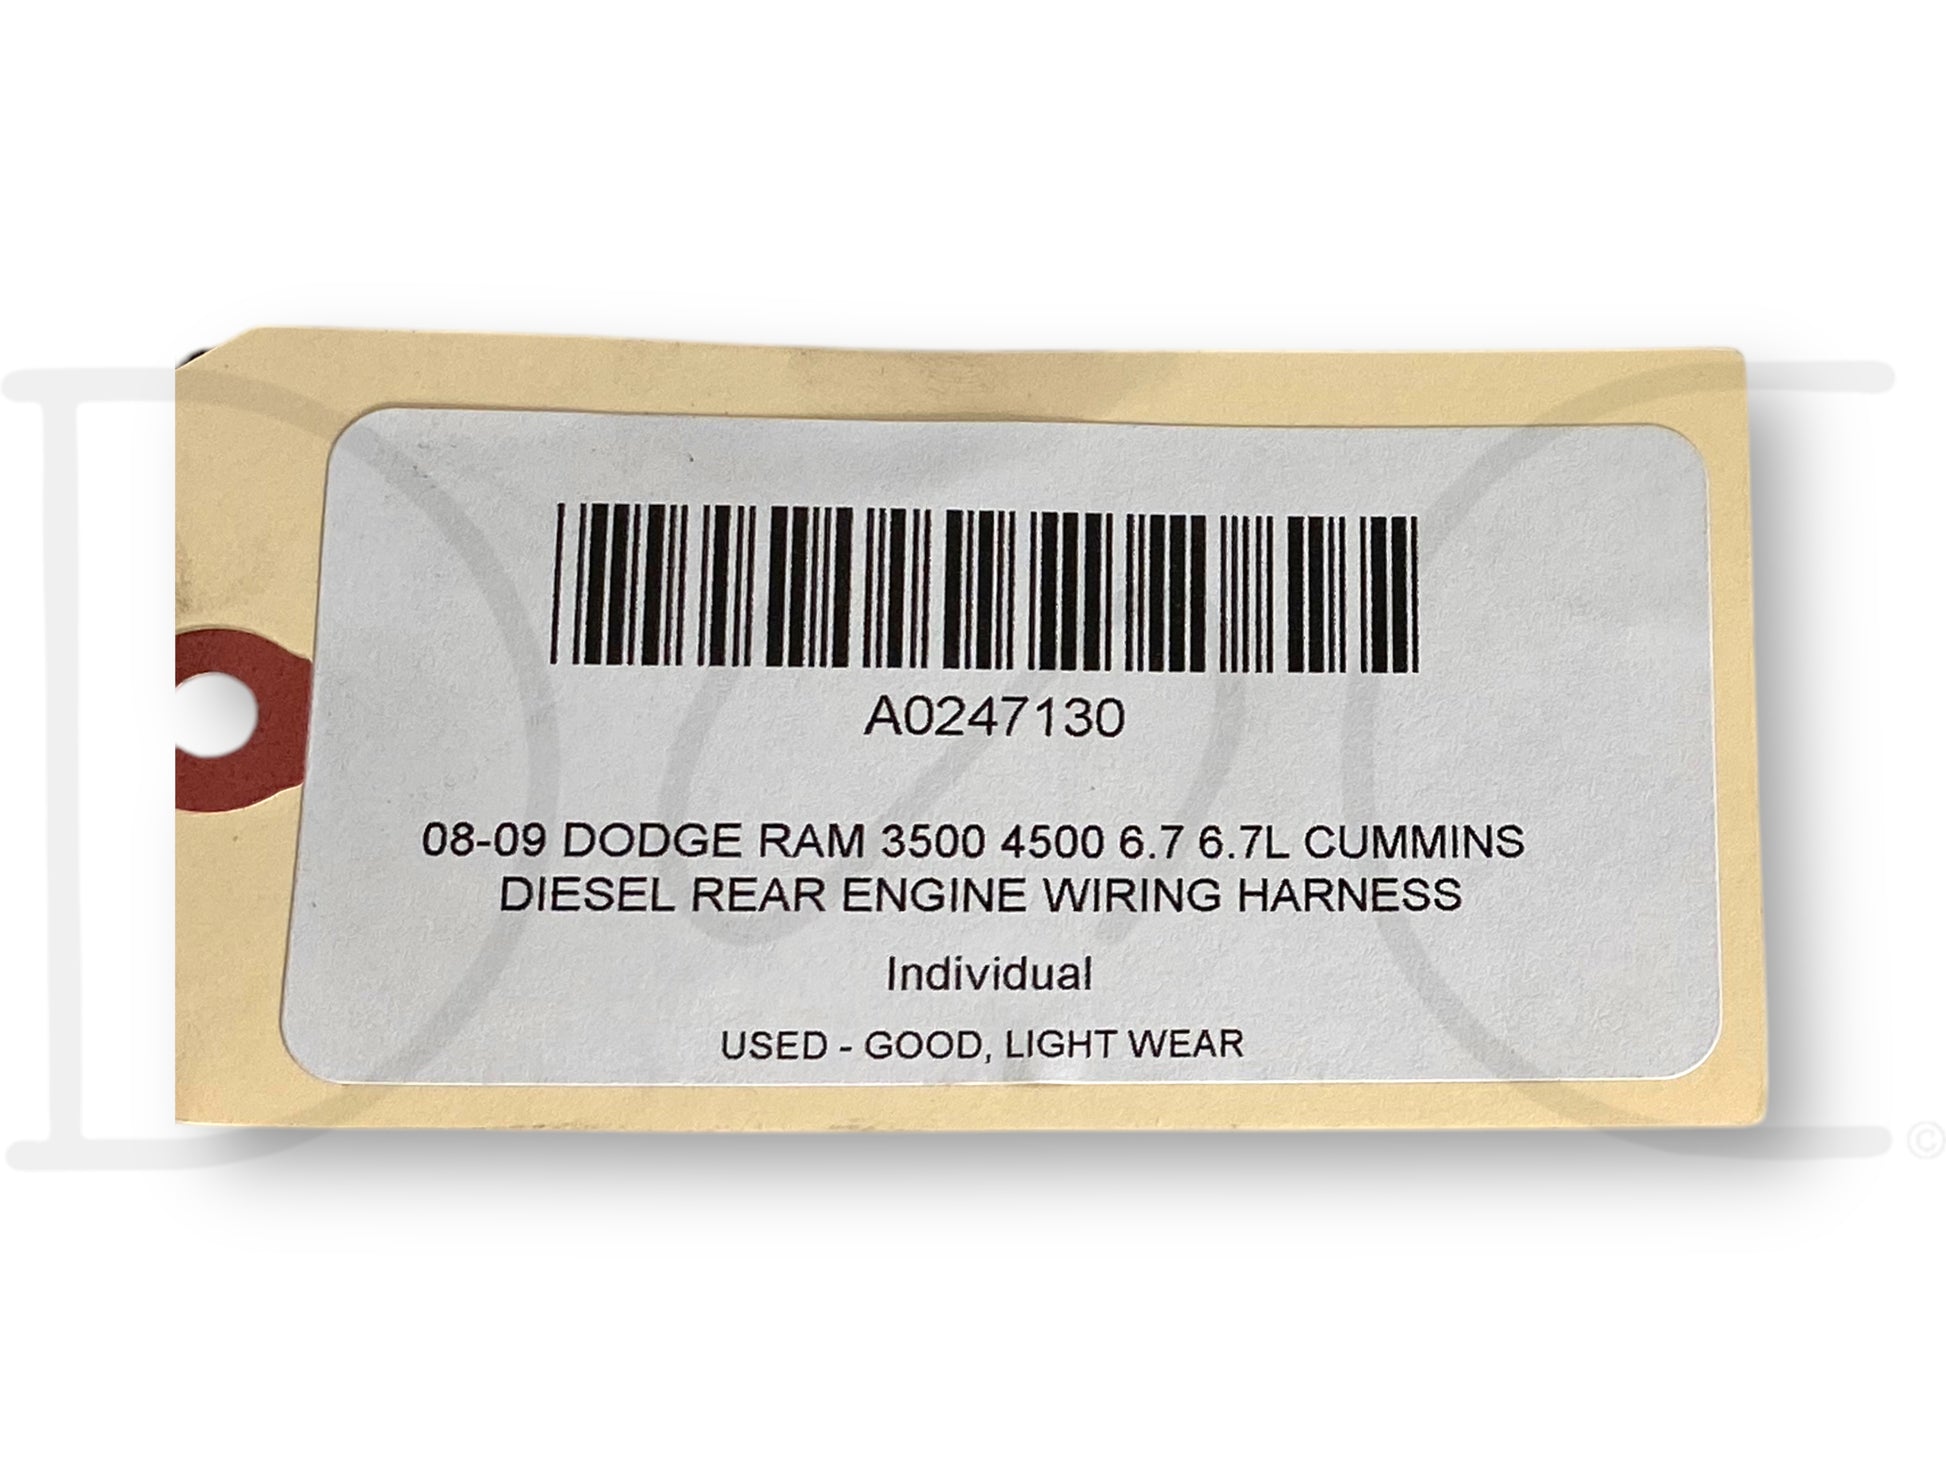 A0247130
08-09 DODGE RAM 3500 4500 6.7 6.7L CUMMINS
DIESEL REAR ENGINE WIRING HARNESS
Individual
USED - GOOD, LIGHT WEAR
©